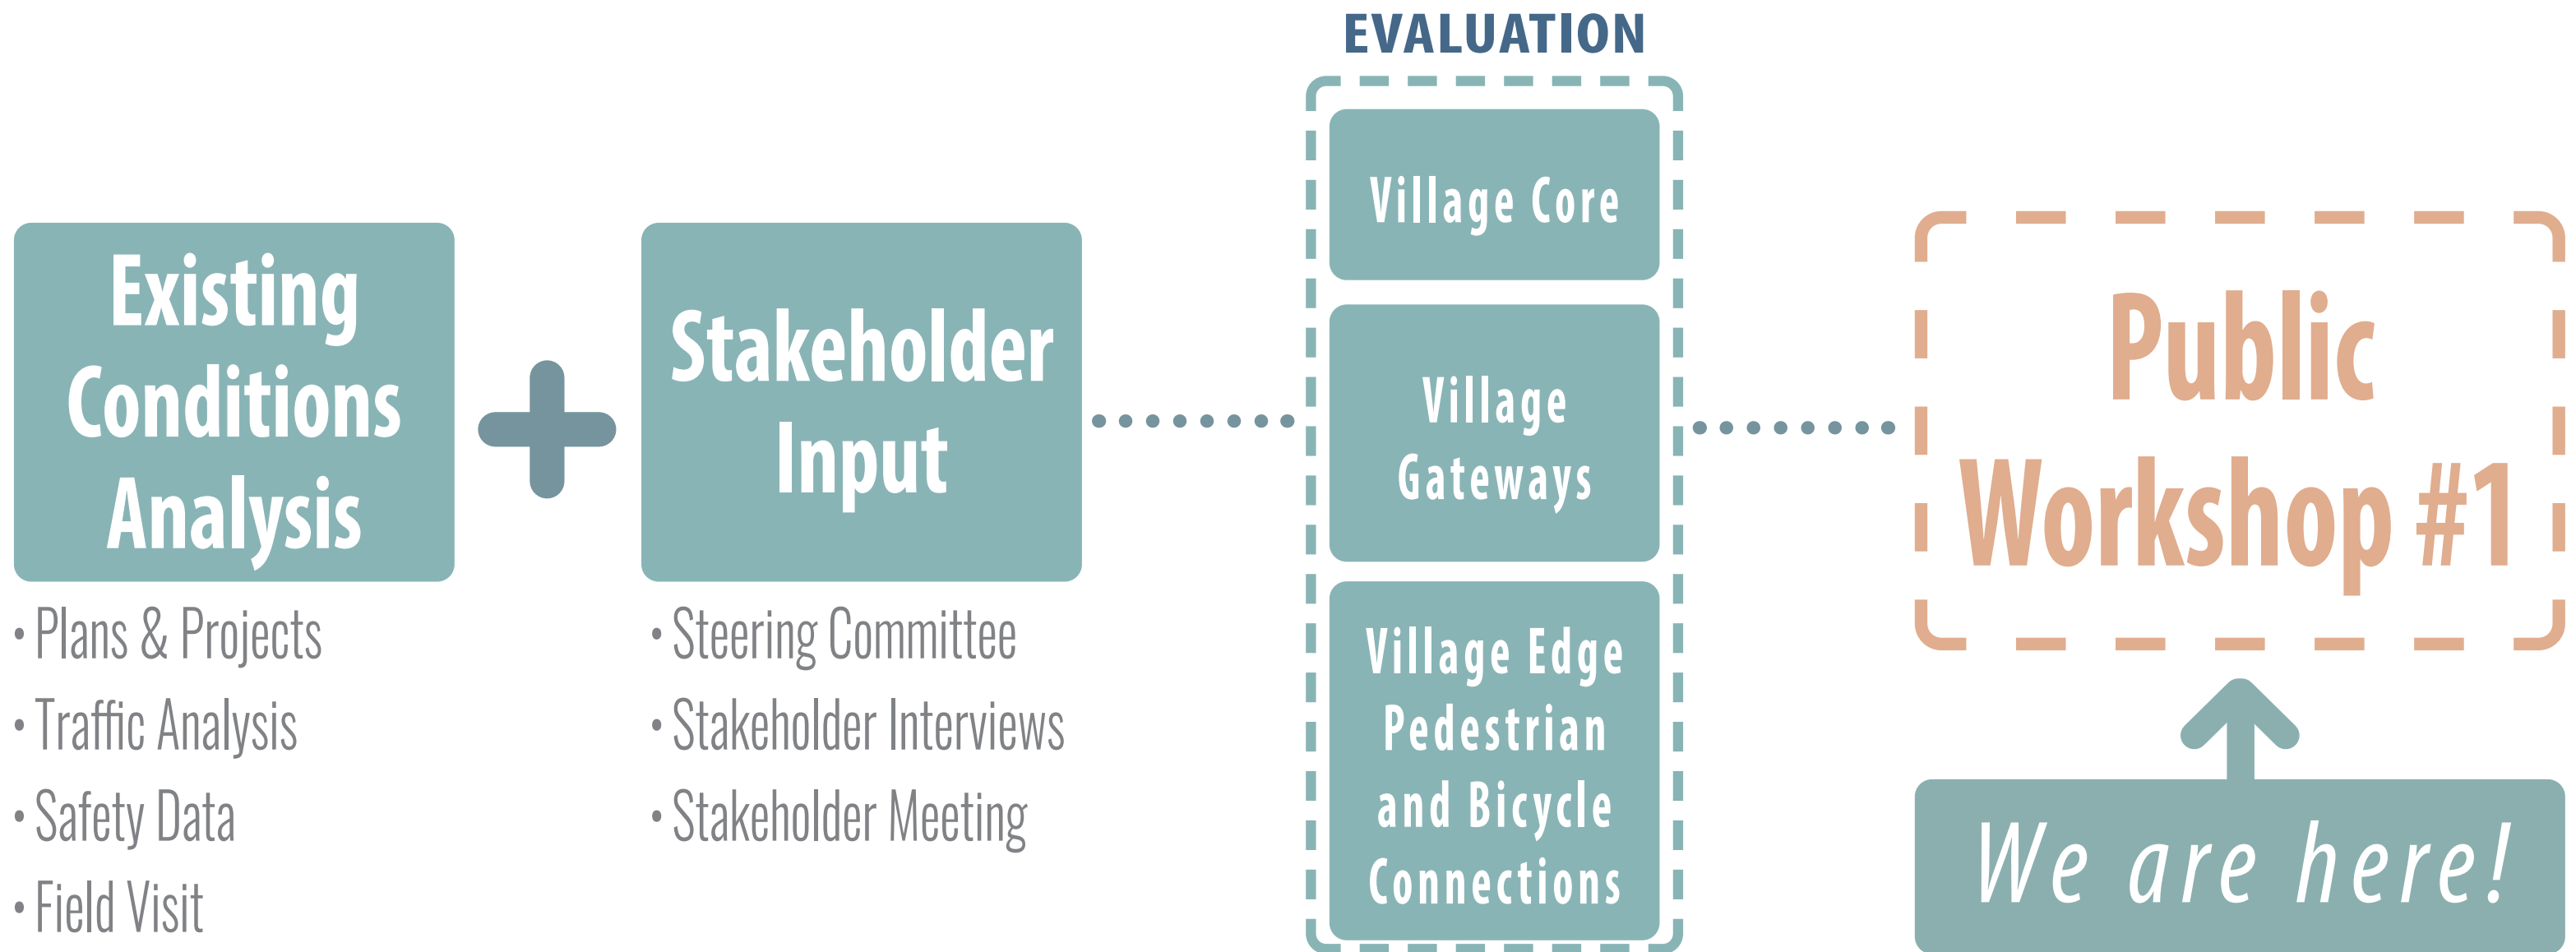 Existing
Conditions
Analysis
• Plans & Projects
• Traffic Analysis
• Safety Data
• Field Visit
Stakeholder
Input
• Steering Committee
• Stakeholder Interviews
• Stakeholder Meeting
EVALUATION
Village Core
Village
Gateways
Village Edge
Pedestrian
and Bicycle
Connections
Public
Workshop #1
We are here!